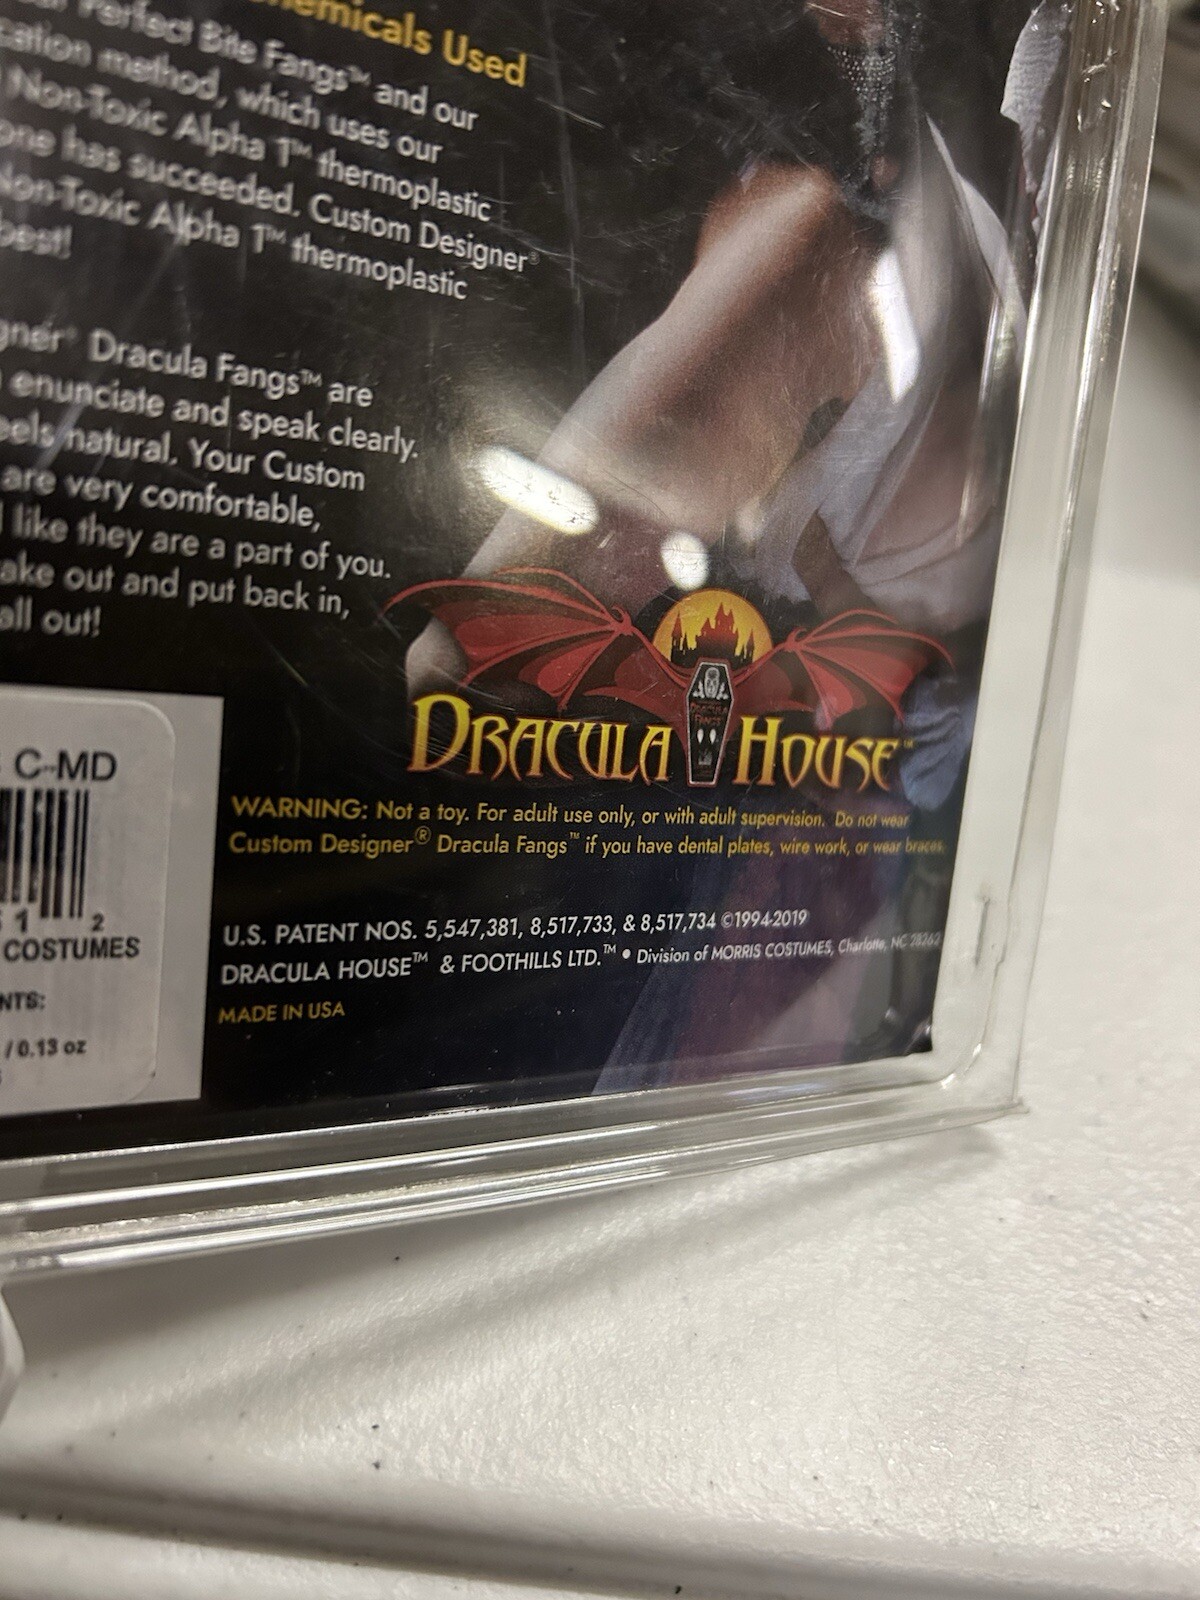 Chemicals Used
Perfect Bite Fangs™ and our
cation method, which uses our
Non-Toxic Alpha 1™ thermoplastic
one has succeeded. Custom Designer®
Non-Toxic Alpha 1™ thermoplastic
best!
gner® Dracula Fangs™ are
enunciate and speak clearly.
eels natural. Your Custom
are very comfortable,
like they are a part of you.
ake out and put back in,
all out!
C-MD
51 2
COSTUMES
NTS:
/ 0.13 oz
DRACULA
FANGS
DRACULA HOUSE™
WARNING: Not a toy. For adult use only, or with adult supervision. Do not wear
Custom Designer® Dracula Fangs™ if you have dental plates, wire work, or wear braces.
U.S. PATENT NOS. 5,547,381, 8,517,733, & 8,517,734 ©1994-2019
DRACULA HOUSE™ & FOOTHILLS LTD.™ • Division of MORRIS COSTUMES, Charlotte, NC 28262
MADE IN USA